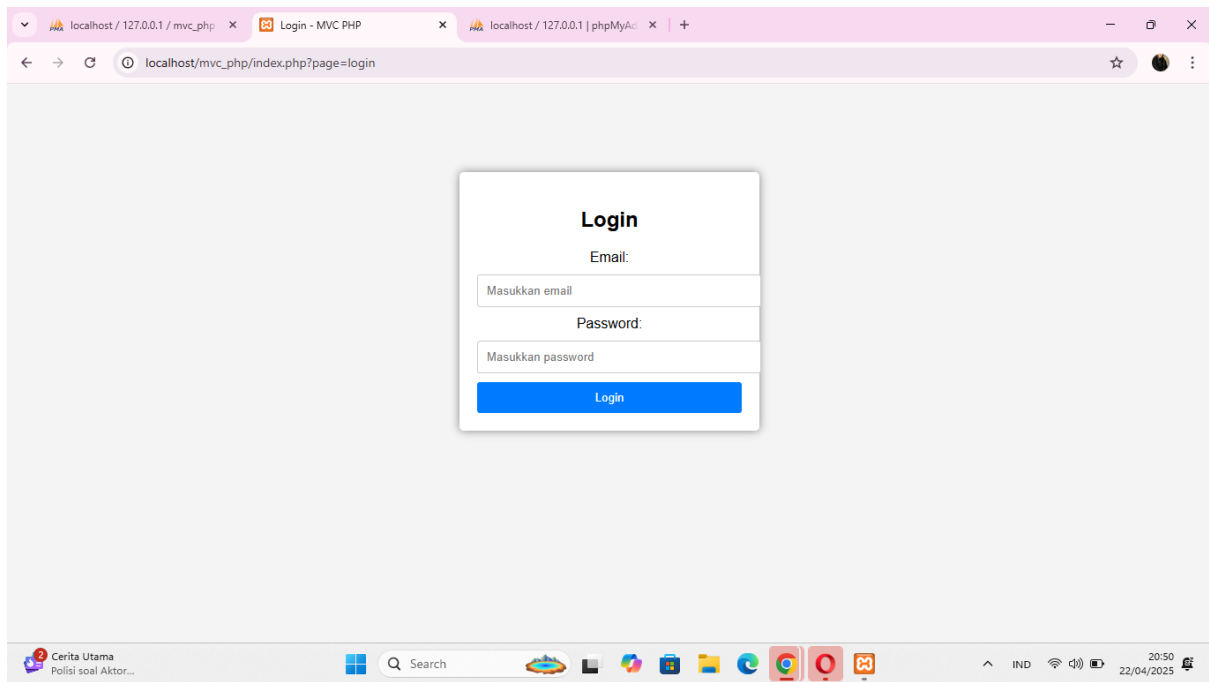 localhost / 127.0.0.1 / mvc_php
Login - MVC PHP
localhost / 127.0.0.1 | phpMyAd
localhost/mvc_php/index.php?page=login
Login
Email:
Masukkan email
Password:
Masukkan password
Login
2
Cerita Utama
Polisi soal Aktor...
Search
IND
20:50
22/04/2025